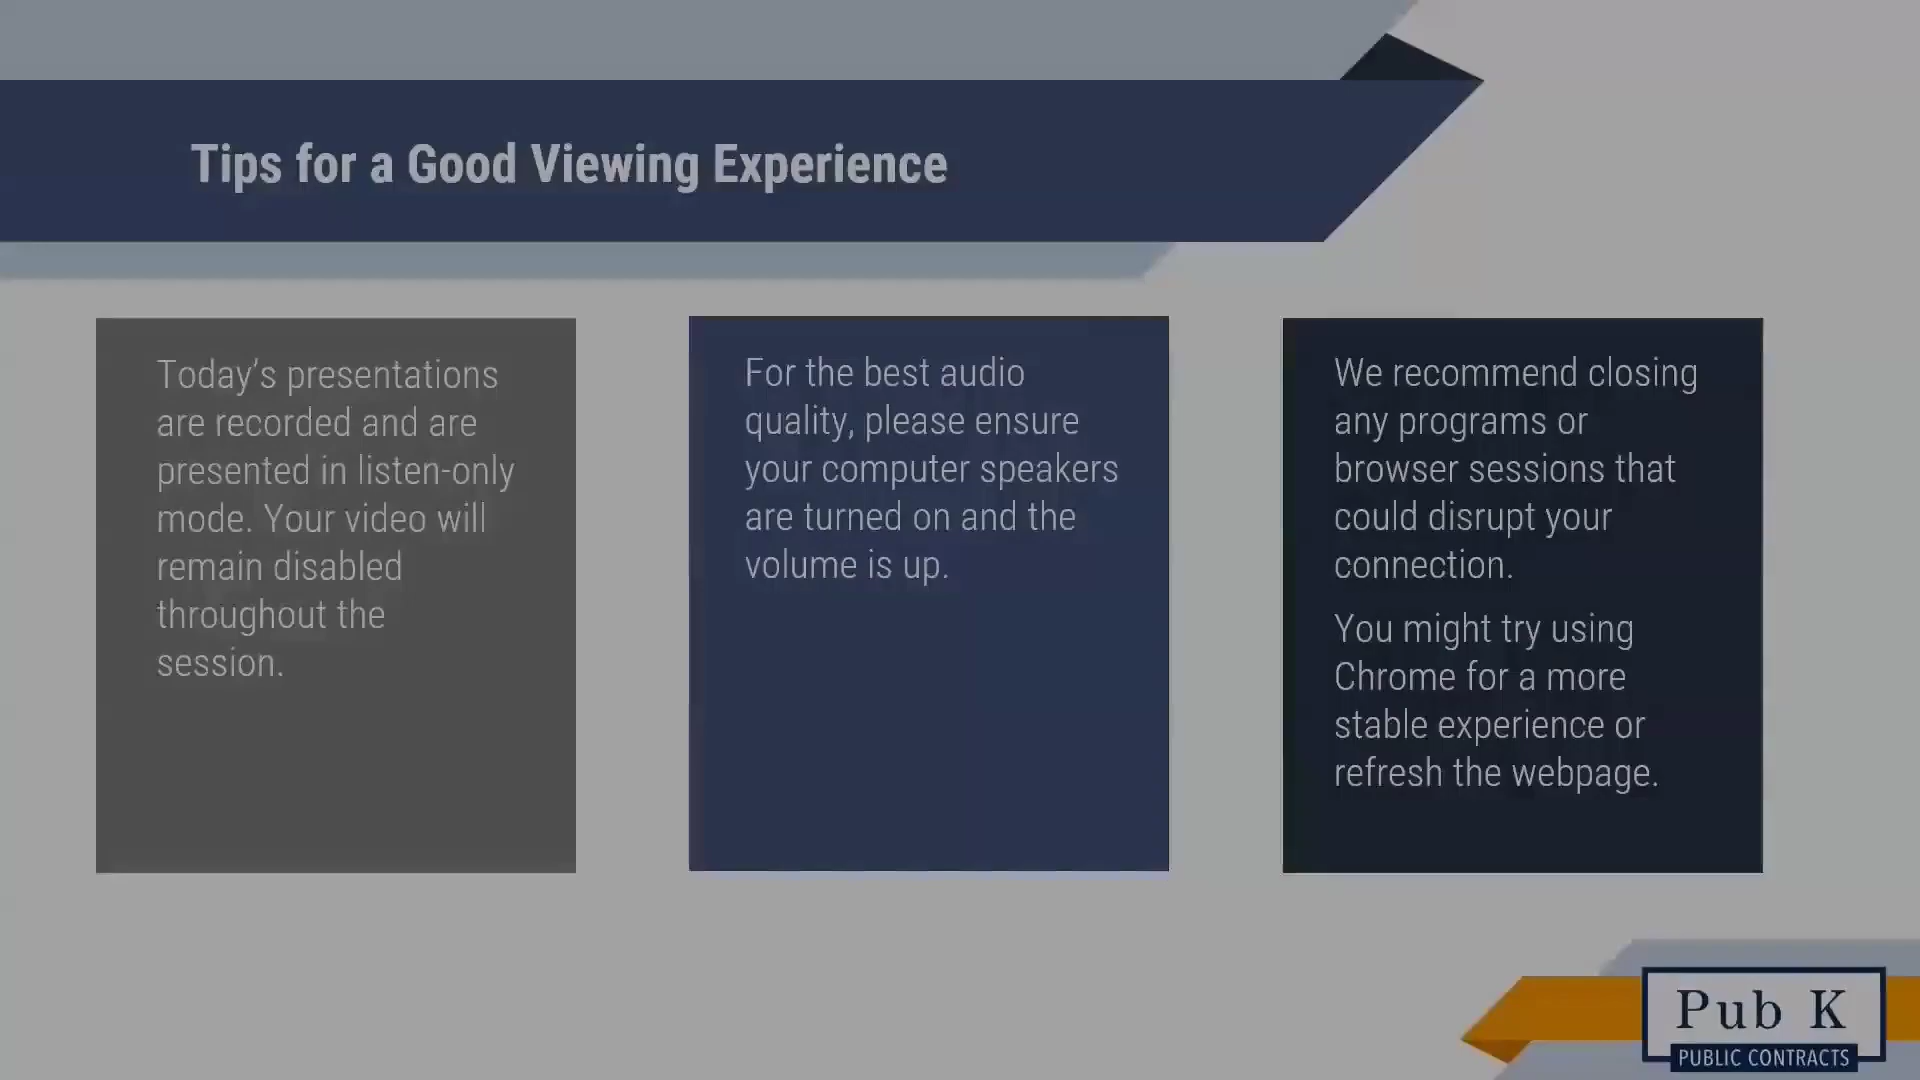 Tips for a Good Viewing Experience
Today’s presentations
are recorded and are
presented in listen-only
mode. Your video will
remain disabled
throughout the
session.
For the best audio
quality, please ensure
your computer speakers
are turned on and the
volume is up.
We recommend closing
any programs or
browser sessions that
could disrupt your
connection.
You might try using
Chrome for a more
stable experience or
refresh the webpage.
Pub K
PUBLIC CONTRACTS